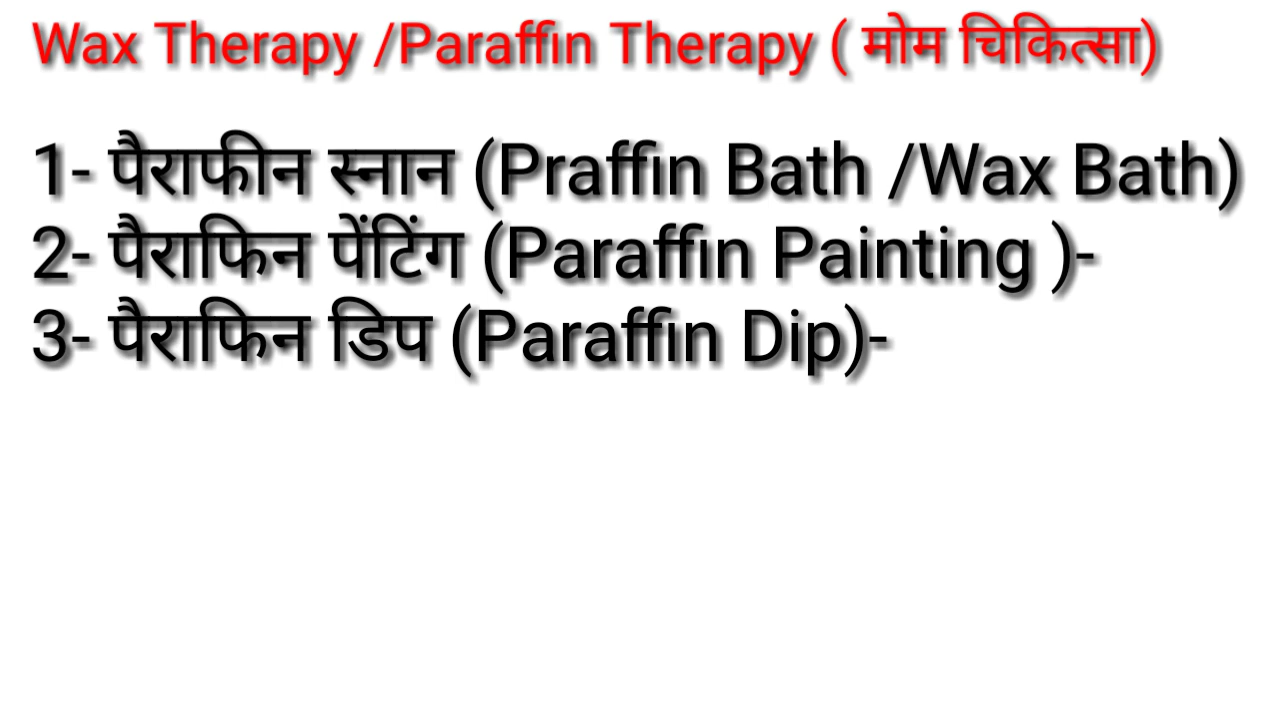 Wax Therapy /Paraffin Therapy ( मोम चिकित्सा)
1- पैराफीन स्नान (Praffin Bath /Wax Bath)
2- पैराफिन पेंटिंग (Paraffin Painting )-
3- पैराफिन डिप (Paraffin Dip)-